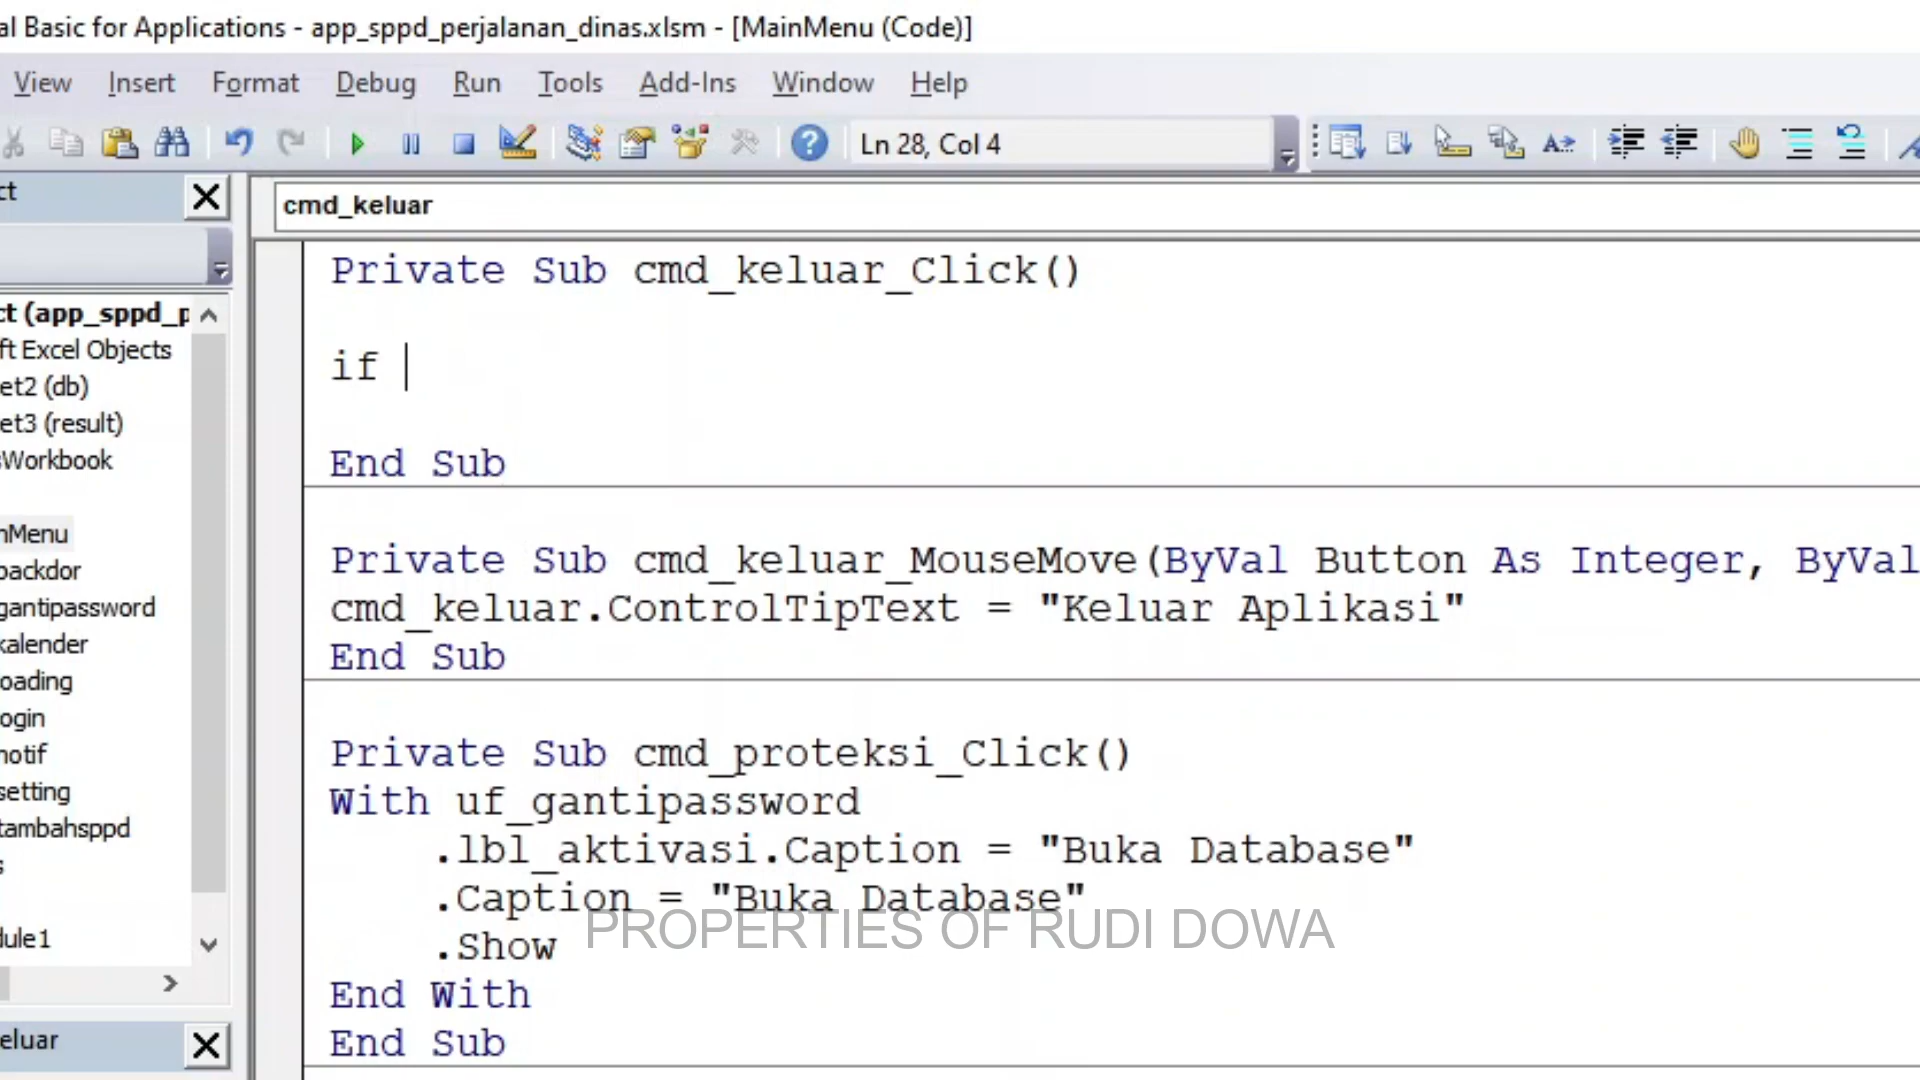 al Basic for Applications - app_sppd_perjalanan_dinas.xlsm - [MainMenu (Code)]
View Insert Format Debug Run Tools Add-Ins Window Help
Ln 28, Col 4
ct
cmd_keluar
ct (app_sppd_p
ft Excel Objects
et2 (db)
et3 (result)
sWorkbook
nMenu
backdor
gantipassword
kalender
oading
ogin
notif
setting
tambahsppd
s
dule1
eluar
Private Sub cmd_keluar_Click()
if
End Sub
Private Sub cmd_keluar_MouseMove(ByVal Button As Integer, ByVal
cmd_keluar.ControlTipText = "Keluar Aplikasi"
End Sub
Private Sub cmd_proteksi_Click()
With uf_gantipassword
.lbl_aktivasi.Caption = "Buka Database"
.Caption = "Buka Database"
PROPERTIES OF RUDI DOWA
.Show
End With
End Sub